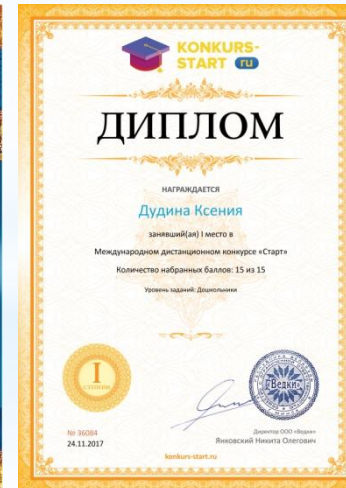 KONKURS-
START ru
ДИПЛОМ
НАГРАЖДАЕТСЯ
Дудина Ксения
занявший(ая) I место в
Международном дистанционном конкурсе «Старт»
Количество набранных баллов: 15 из 15
Уровень заданий: Дошкольники
I
СТЕПЕНИ
Ведки
№ 36084
24.11.2017
Директор ООО «Ведки»
Янковский Никита Олегович
konkurs-start.ru